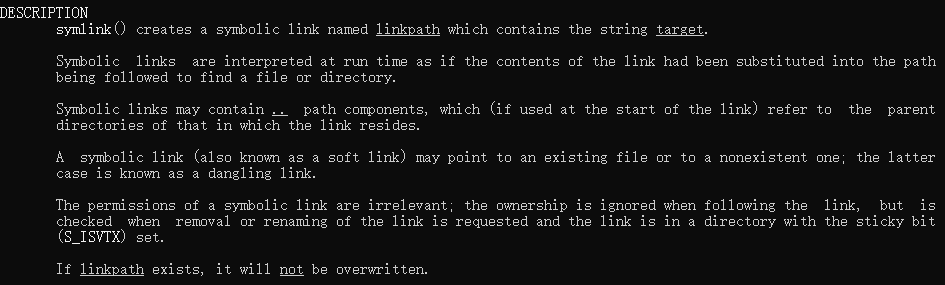 DESCRIPTION
symlink() creates a symbolic link named linkpath which contains the string target.
Symbolic links are interpreted at run time as if the contents of the link had been substituted into the path
being followed to find a file or directory.
Symbolic links may contain .. path components, which (if used at the start of the link) refer to the parent
directories of that in which the link resides.
A symbolic link (also known as a soft link) may point to an existing file or to a nonexistent one; the latter
case is known as a dangling link.
The permissions of a symbolic link are irrelevant; the ownership is ignored when following the link, but is
checked when removal or renaming of the link is requested and the link is in a directory with the sticky bit
(S_ISVTX) set.
If linkpath exists, it will not be overwritten.